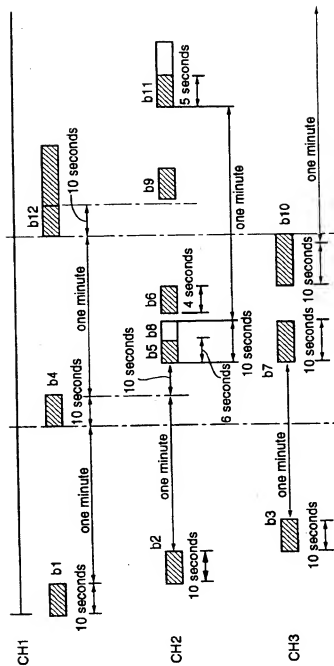 CH1
b1
10 seconds
one minute
b4
10 seconds
one minute
b12
10 seconds
CH2
b2
10 seconds
one minute
10 seconds
b5
b8
6 seconds
10 seconds
b6
4 seconds
one minute
b9
b11
5 seconds
CH3
b3
10 seconds
one minute
b7
10 seconds
10 seconds
b10
one minute